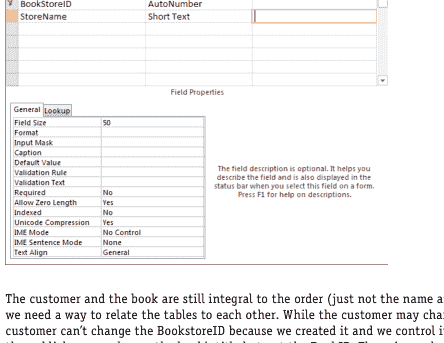 BookStoreID AutoNumber
StoreName Short Text
Field Properties
General Lookup
Field Size 50
Format
Input Mask
Caption
Default Value
Validation Rule
Validation Text
Required No
Allow Zero Length Yes
Indexed No
Unicode Compression Yes
IME Mode No Control
IME Sentence Mode None
Text Align General
The field description is optional. It helps you
describe the field and is also displayed in the
status bar when you select this field on a form.
Press F1 for help on descriptions.
The customer and the book are still integral to the order (just not the name a
we need a way to relate the tables to each other. While the customer may cha
customer can't change the BookstoreID because we created it and we control i